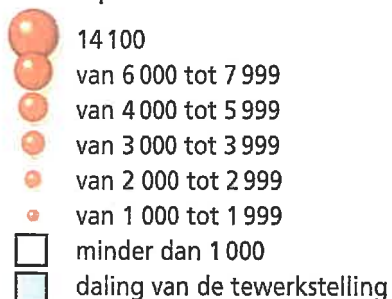 14 100
van 6 000 tot 7 999
van 4 000 tot 5 999
van 3 000 tot 3 999
van 2 000 tot 2 999
van 1 000 tot 1 999
minder dan 1 000
daling van de tewerkstelling